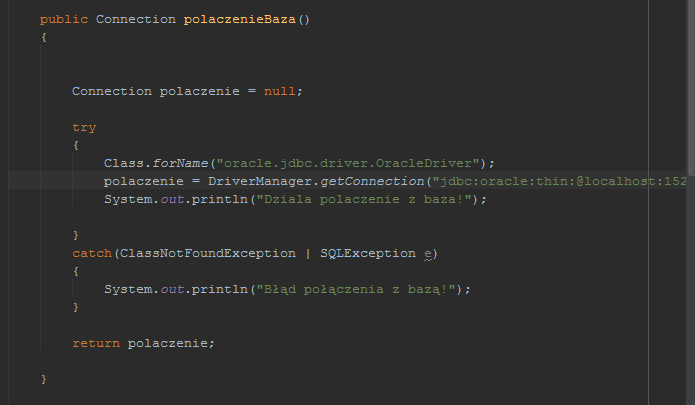 public Connection polaczenieBaza()
{
Connection polaczenie = null;
try
{
Class.forName("oracle.jdbc.driver.OracleDriver");
polaczenie = DriverManager.getConnection("jdbc:oracle:thin:@localhost:152
System.out.println("Dziala polaczenie z baza!");
}
catch(ClassNotFoundException | SQLException e)
{
System.out.println("Błąd połączenia z bazą!");
}
return polaczenie;
}